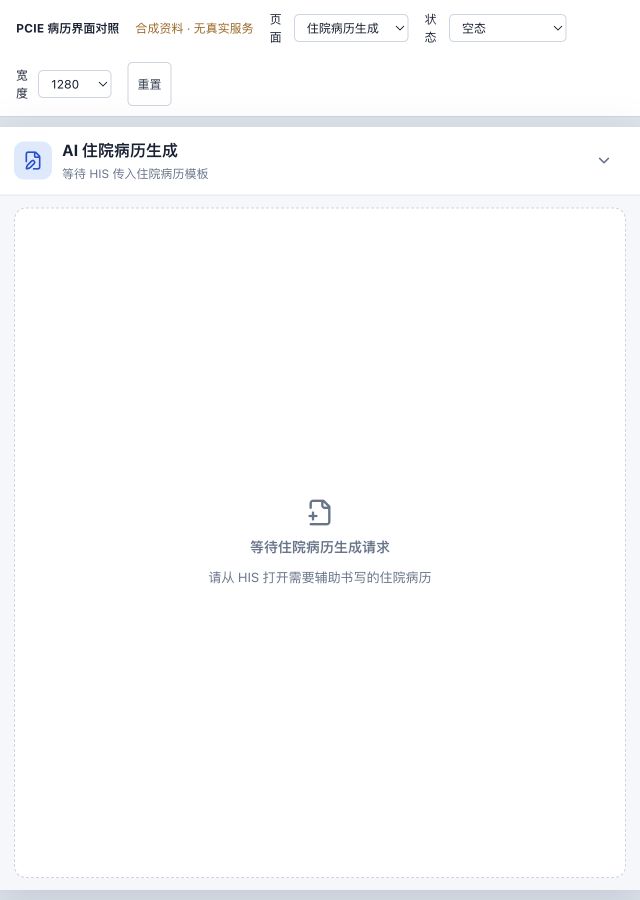 PCIE 病历界面对照 合成资料 · 无真实服务 页面 住院病历生成 状态 空态
宽度 1280 重置
AI 住院病历生成
等待 HIS 传入住院病历模板
等待住院病历生成请求
请从 HIS 打开需要辅助书写的住院病历